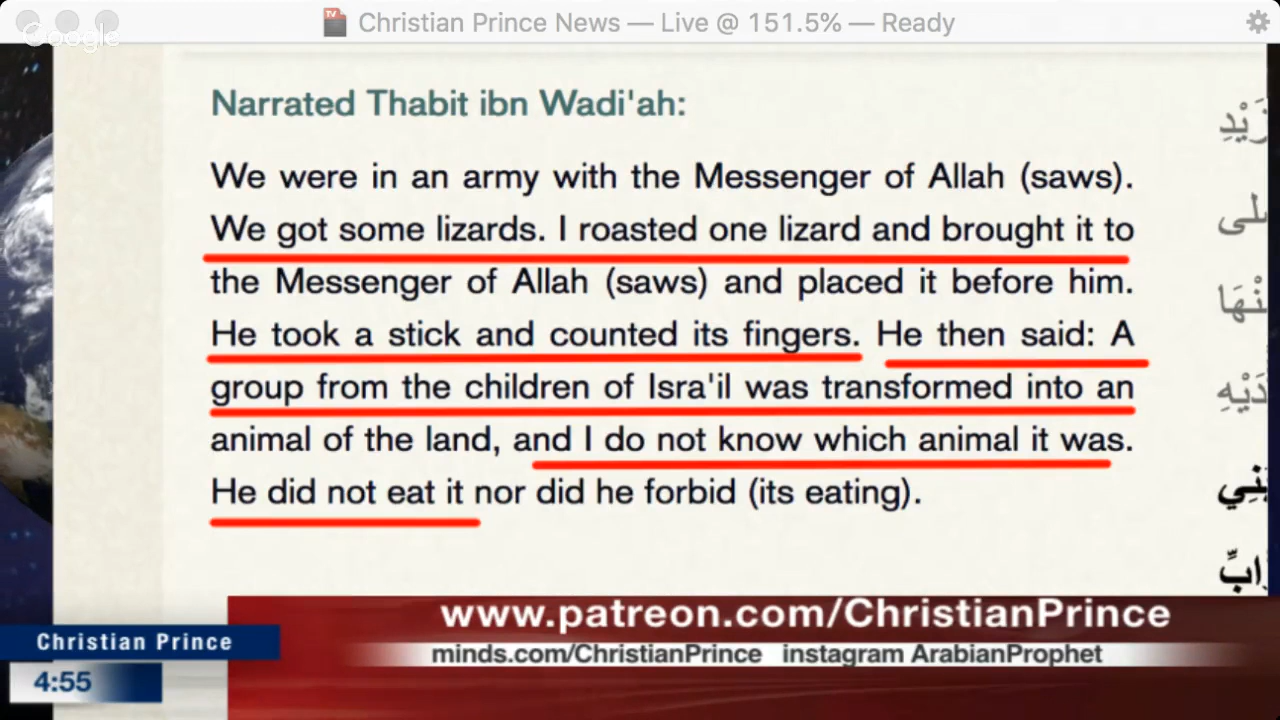 Christian Prince News — Live @ 151.5% — Ready
Google
Narrated Thabit ibn Wadi'ah:
We were in an army with the Messenger of Allah (saws).
We got some lizards. I roasted one lizard and brought it to
the Messenger of Allah (saws) and placed it before him.
He took a stick and counted its fingers. He then said: A
group from the children of Isra'il was transformed into an
animal of the land, and I do not know which animal it was.
He did not eat it nor did he forbid (its eating).
www.patreon.com/ChristianPrince
minds.com/ChristianPrince instagram ArabianProphet
Christian Prince
4:55